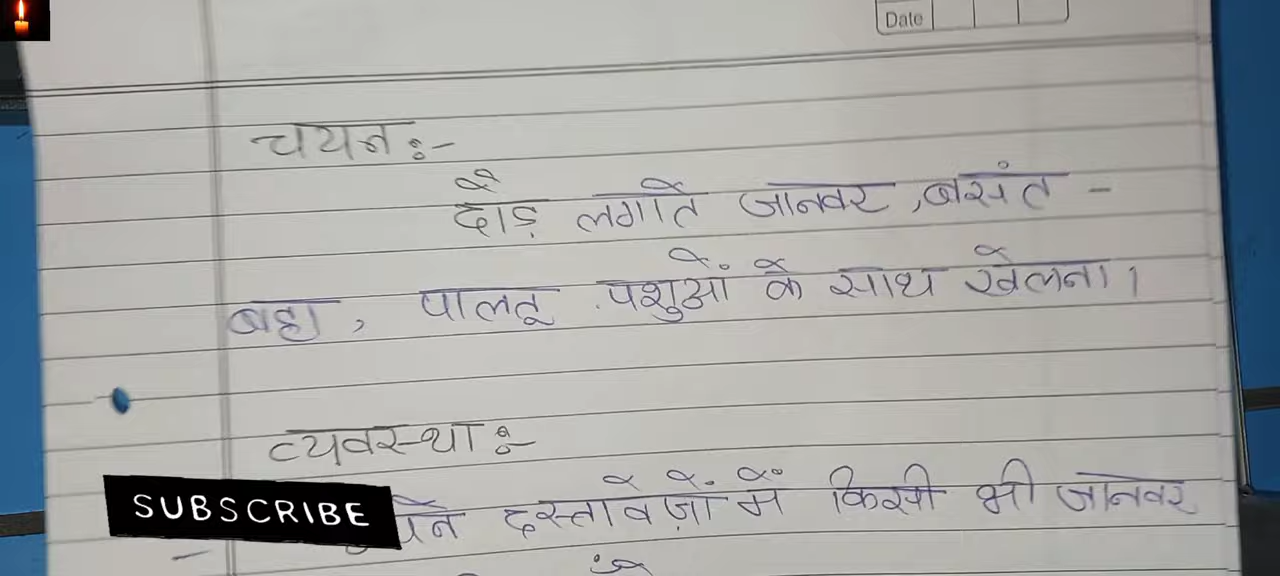 Date
चयन:-
दौड़ लगाते जानवर, बसंत -
बहा, पालतू पशुओं के साथ खेलना।
व्यवस्था:-
SUBSCRIBE
दस्तावेज़ों में किसी भी जानवर